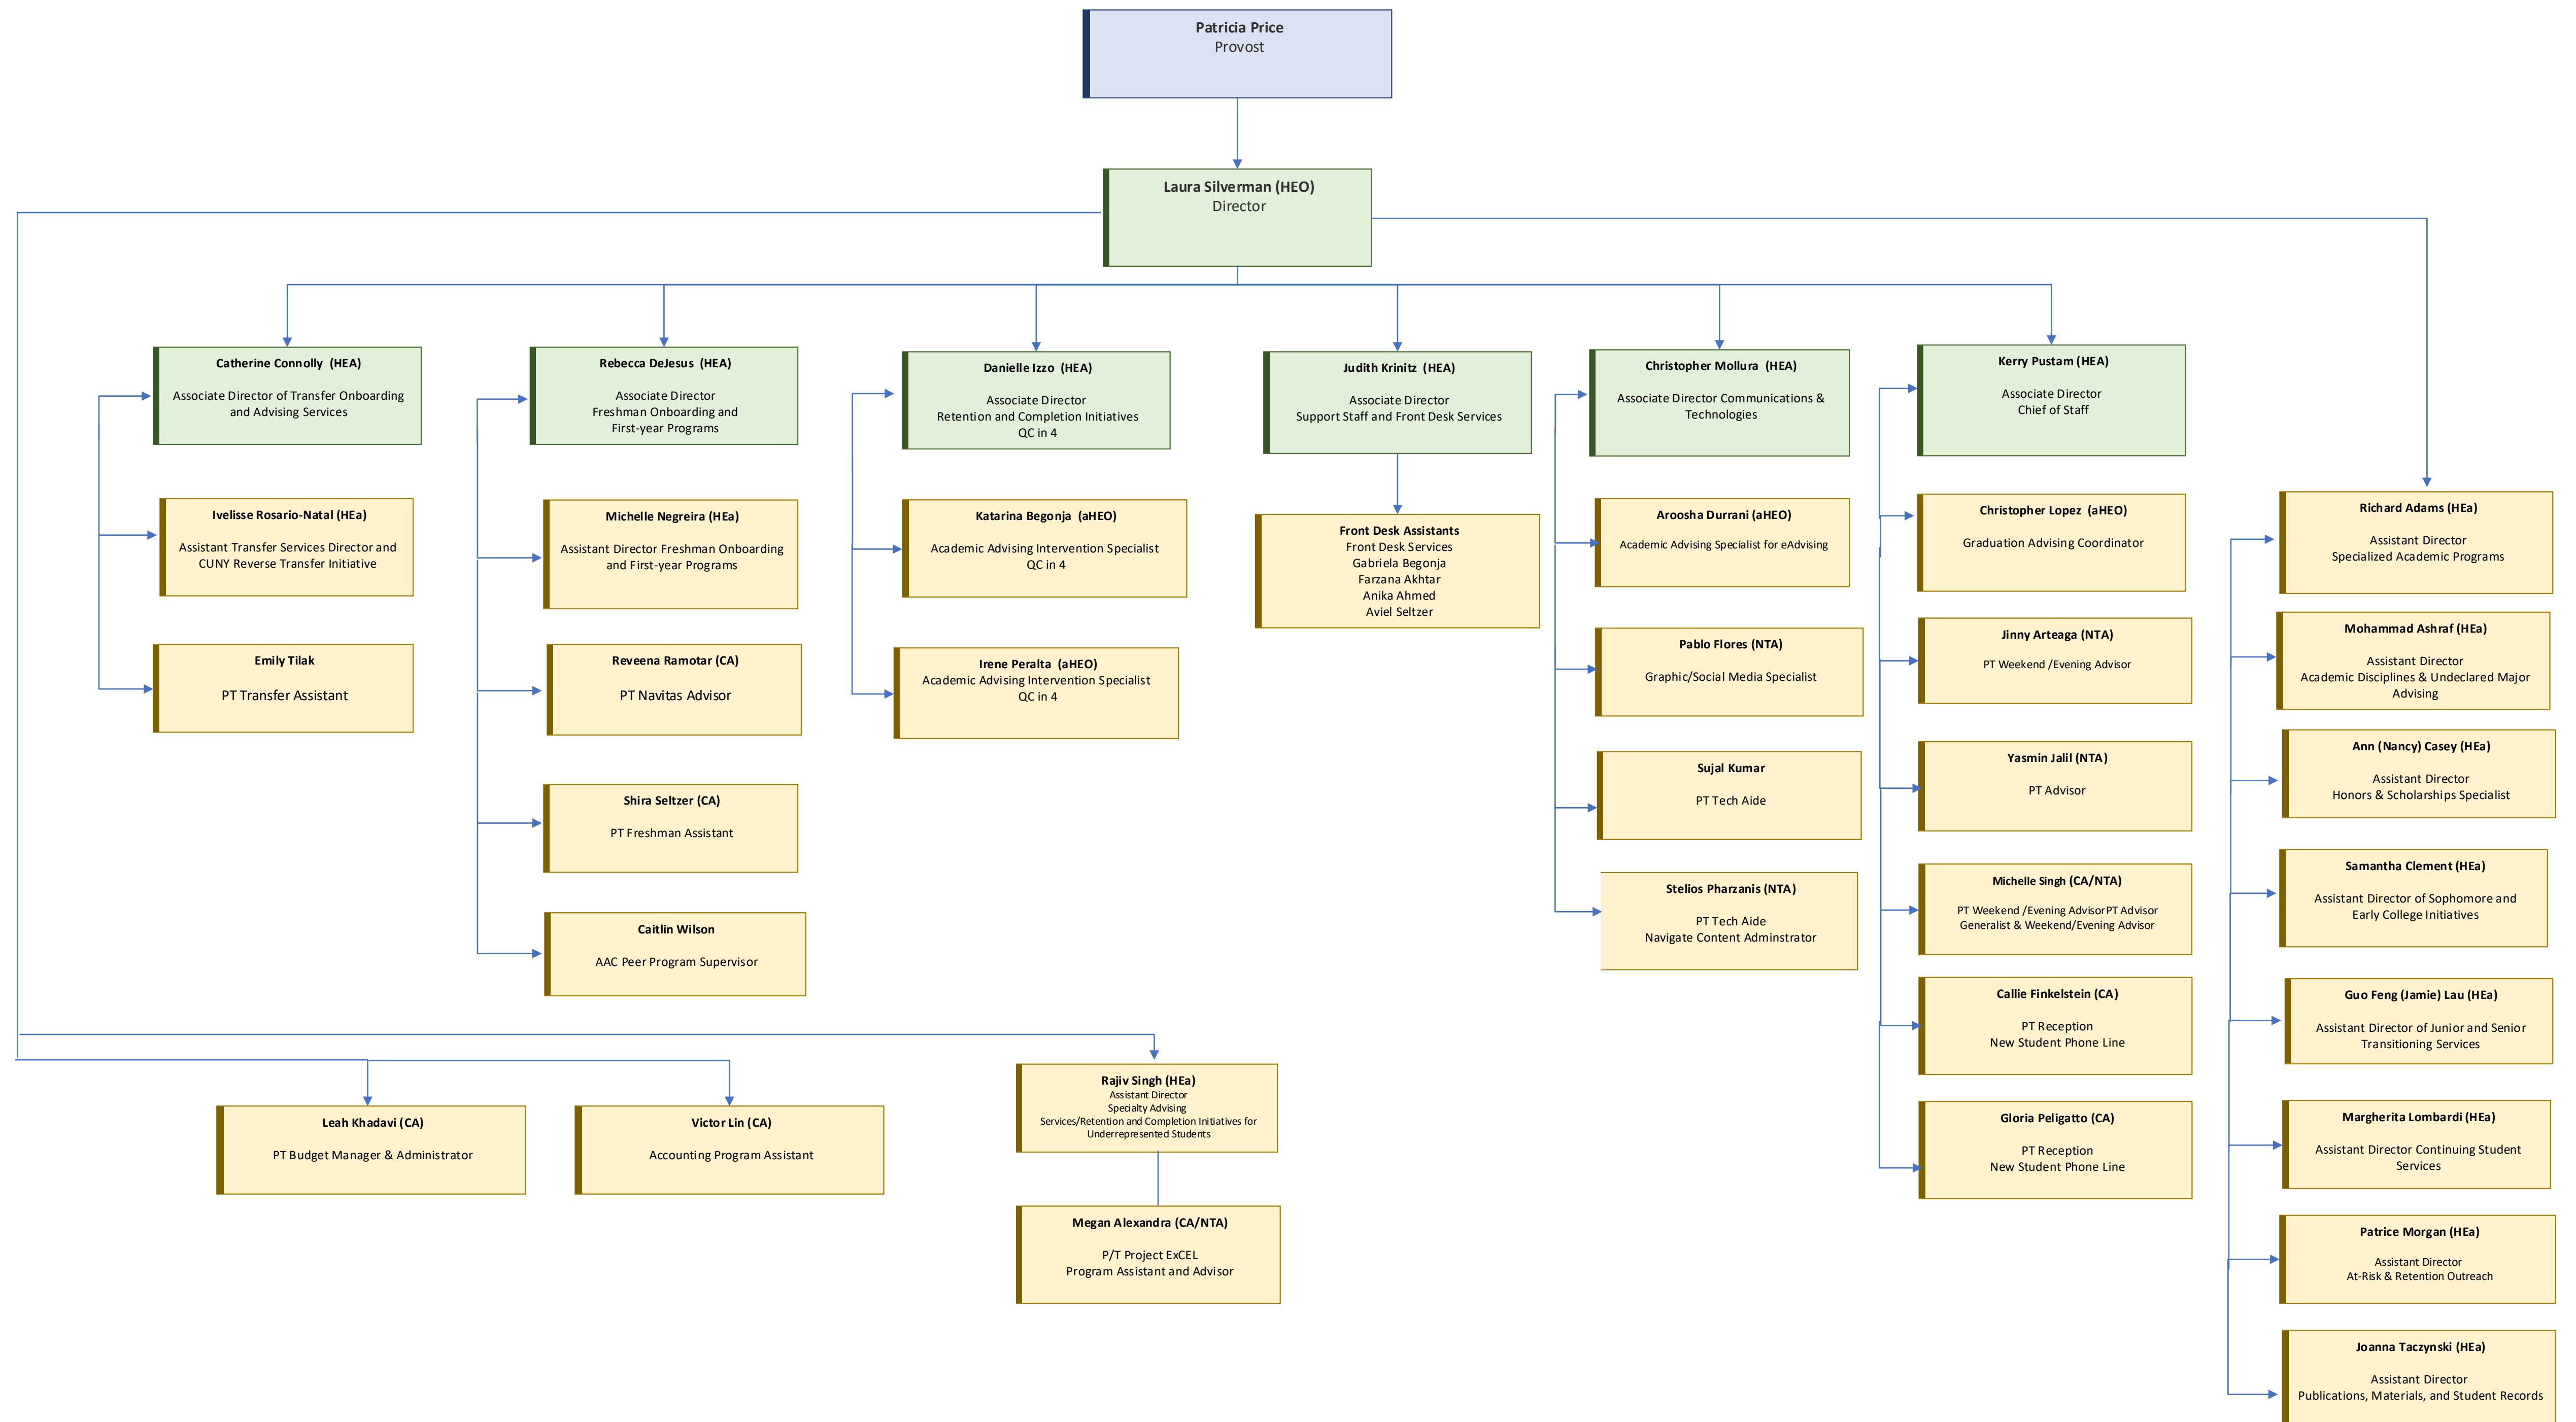 Patricia Price
Provost
Laura Silverman (HEO)
Director
Catherine Connolly (HEA)
Associate Director of Transfer Onboarding
and Advising Services
Ivelisse Rosario-Natal (HEa)
Assistant Transfer Services Director and
CUNY Reverse Transfer Initiative
Emily Tilak
PT Transfer Assistant
Rebecca DeJesus (HEA)
Associate Director
Freshman Onboarding and
First-year Programs
Michelle Negreira (HEa)
Assistant Director Freshman Onboarding
and First-year Programs
Reveena Ramotar (CA)
PT Navitas Advisor
Shira Seltzer (CA)
PT Freshman Assistant
Caitlin Wilson
AAC Peer Program Supervisor
Danielle Izzo (HEA)
Associate Director
Retention and Completion Initiatives
QC in 4
Katarina Begonja (aHEO)
Academic Advising Intervention Specialist
QC in 4
Irene Peralta (aHEO)
Academic Advising Intervention Specialist
QC in 4
Judith Krinitz (HEA)
Associate Director
Support Staff and Front Desk Services
Front Desk Assistants
Front Desk Services
Gabriela Begonja
Farzana Akhtar
Anika Ahmed
Aviel Seltzer
Christopher Mollura (HEA)
Associate Director Communications &
Technologies
Aroosha Durrani (aHEO)
Academic Advising Specialist for eAdvising
Pablo Flores (NTA)
Graphic/Social Media Specialist
Sujal Kumar
PT Tech Aide
Stelios Pharzanis (NTA)
PT Tech Aide
Navigate Content Adminstrator
Kerry Pustam (HEA)
Associate Director
Chief of Staff
Christopher Lopez (aHEO)
Graduation Advising Coordinator
Jinny Arteaga (NTA)
PT Weekend /Evening Advisor
Yasmin Jalil (NTA)
PT Advisor
Michelle Singh (CA/NTA)
PT Weekend /Evening AdvisorPT Advisor
Generalist & Weekend/Evening Advisor
Callie Finkelstein (CA)
PT Reception
New Student Phone Line
Gloria Peligatto (CA)
PT Reception
New Student Phone Line
Richard Adams (HEa)
Assistant Director
Specialized Academic Programs
Mohammad Ashraf (HEa)
Assistant Director
Academic Disciplines & Undeclared Major
Advising
Ann (Nancy) Casey (HEa)
Assistant Director
Honors & Scholarships Specialist
Samantha Clement (HEa)
Assistant Director of Sophomore and
Early College Initiatives
Guo Feng (Jamie) Lau (HEa)
Assistant Director of Junior and Senior
Transitioning Services
Margherita Lombardi (HEa)
Assistant Director Continuing Student
Services
Patrice Morgan (HEa)
Assistant Director
At-Risk & Retention Outreach
Joanna Taczynski (HEa)
Assistant Director
Publications, Materials, and Student Records
Leah Khadavi (CA)
PT Budget Manager & Administrator
Victor Lin (CA)
Accounting Program Assistant
Rajiv Singh (HEa)
Assistant Director
Specialty Advising
Services/Retention and Completion Initiatives for
Underrepresented Students
Megan Alexandra (CA/NTA)
P/T Project ExCEL
Program Assistant and Advisor